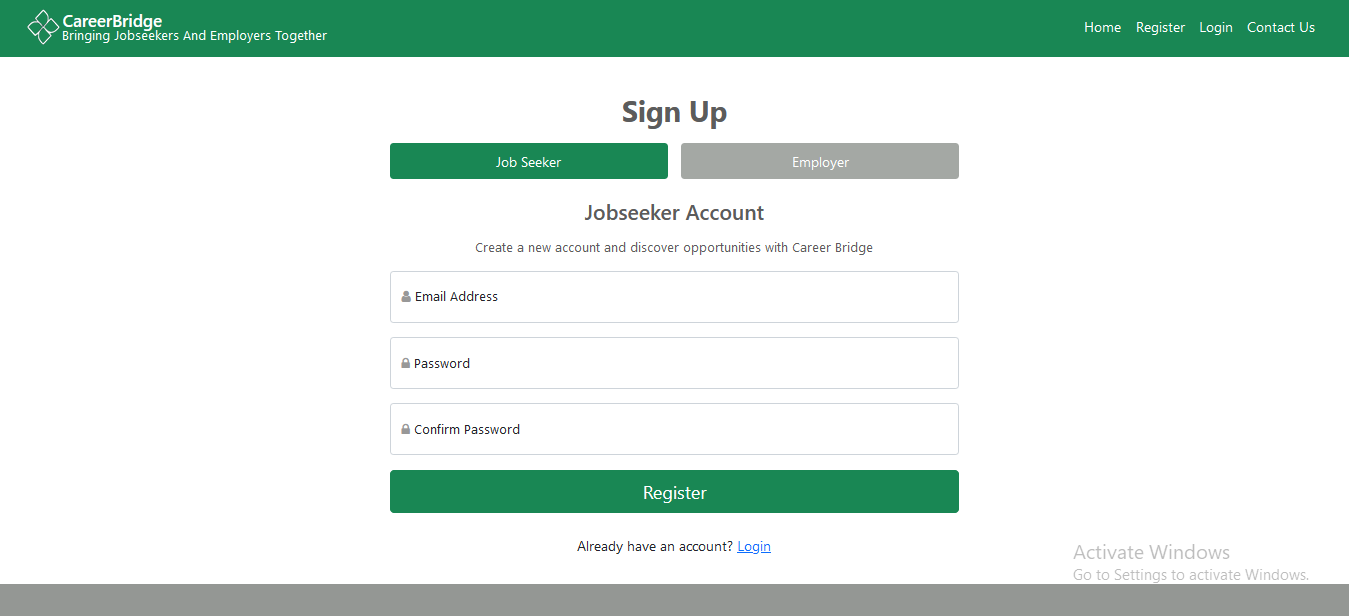 CareerBridge
Bringing Jobseekers And Employers Together
Home Register Login Contact Us
Sign Up
Job Seeker Employer
Jobseeker Account
Create a new account and discover opportunities with Career Bridge
Email Address
Password
Confirm Password
Register
Already have an account? Login
Activate Windows
Go to Settings to activate Windows.